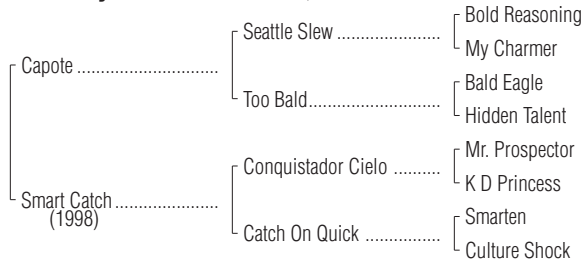 Bold Reasoning
Seattle Slew ....................
My Charmer
Capote ...........................
Bald Eagle
Too Bald.........................
Hidden Talent
Mr. Prospector
Conquistador Cielo .........
K D Princess
Smart Catch ....................
(1998)
Smarten
Catch On Quick ..............
Culture Shock